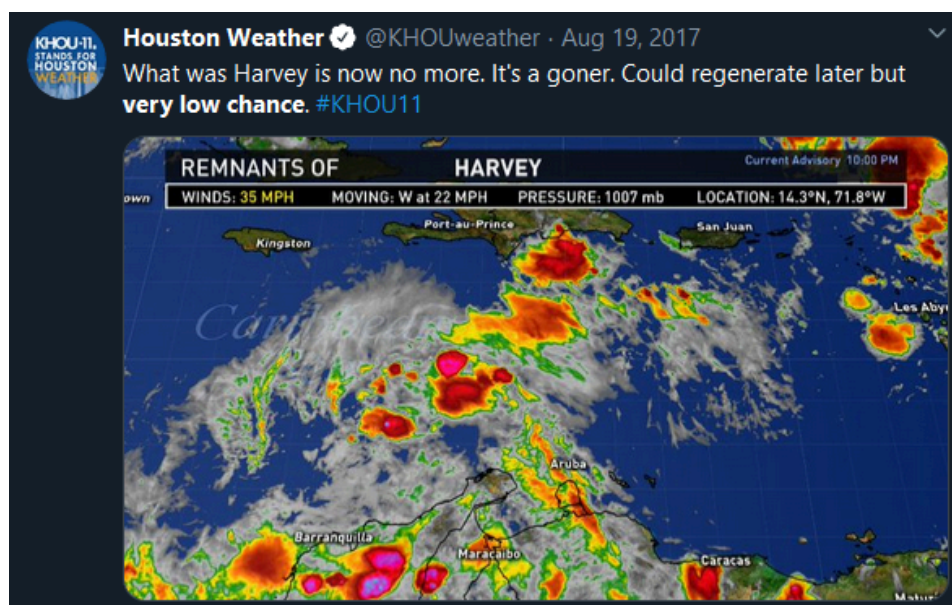 KHOU-11.
STANDS FOR
HOUSTON
WEATHER
Houston Weather @KHOUweather · Aug 19, 2017
What was Harvey is now no more. It's a goner. Could regenerate later but
very low chance. #KHOU11
REMNANTS OF HARVEY Current Advisory 10:00 PM
own WINDS: 35 MPH MOVING: W at 22 MPH PRESSURE: 1007 mb LOCATION: 14.3°N, 71.8°W
Port-au-Prince San Juan
Kingston
Les Aby
Aruba
Barranquilla
Maracaibo
Caracas